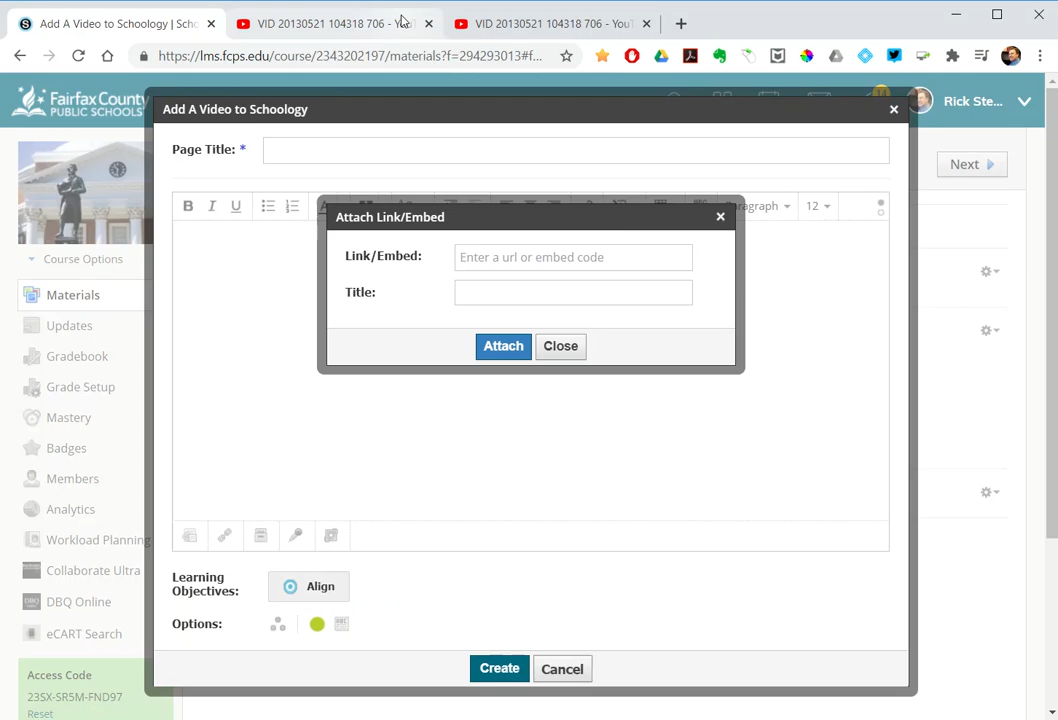 Add A Video to Schoology | Scho
VID 20130521 104318 706 - YouT
VID 20130521 104318 706 - YouT
https://lms.fcps.edu/course/2343202197/materials?f=294293013#f...
Fairfax County
PUBLIC SCHOOLS
Rick Ste...
Add A Video to Schoology
Page Title: *
Next
B I U
Paragraph
12
Attach Link/Embed
Link/Embed:
Enter a url or embed code
Title:
Attach
Close
Course Options
Materials
Updates
Gradebook
Grade Setup
Mastery
Badges
Members
Analytics
Workload Planning
Collaborate Ultra
DBQ Online
eCART Search
Learning
Objectives:
Align
Options:
Create
Cancel
Access Code
23SX-SR5M-FND97
Reset